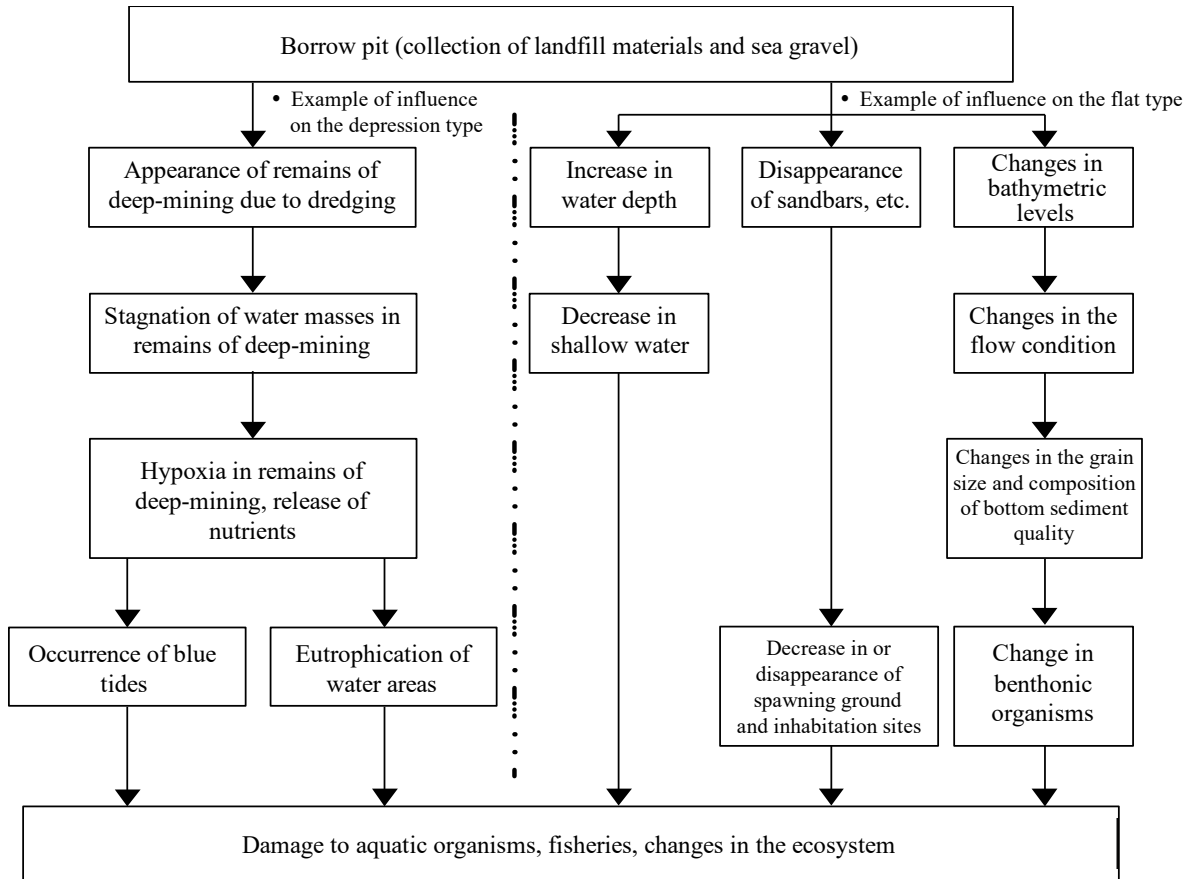 Borrow pit (collection of landfill materials and sea gravel)
• Example of influence
on the depression type
• Example of influence on the flat type
Appearance of remains of
deep-mining due to dredging
Increase in
water depth
Disappearance
of sandbars, etc.
Changes in
bathymetric
levels
Stagnation of water masses in
remains of deep-mining
Decrease in
shallow water
Changes in the
flow condition
Hypoxia in remains of
deep-mining, release of
nutrients
Changes in the grain
size and composition
of bottom sediment
quality
Occurrence of blue
tides
Eutrophication of
water areas
Decrease in or
disappearance of
spawning ground
and inhabitation sites
Change in
benthonic
organisms
Damage to aquatic organisms, fisheries, changes in the ecosystem